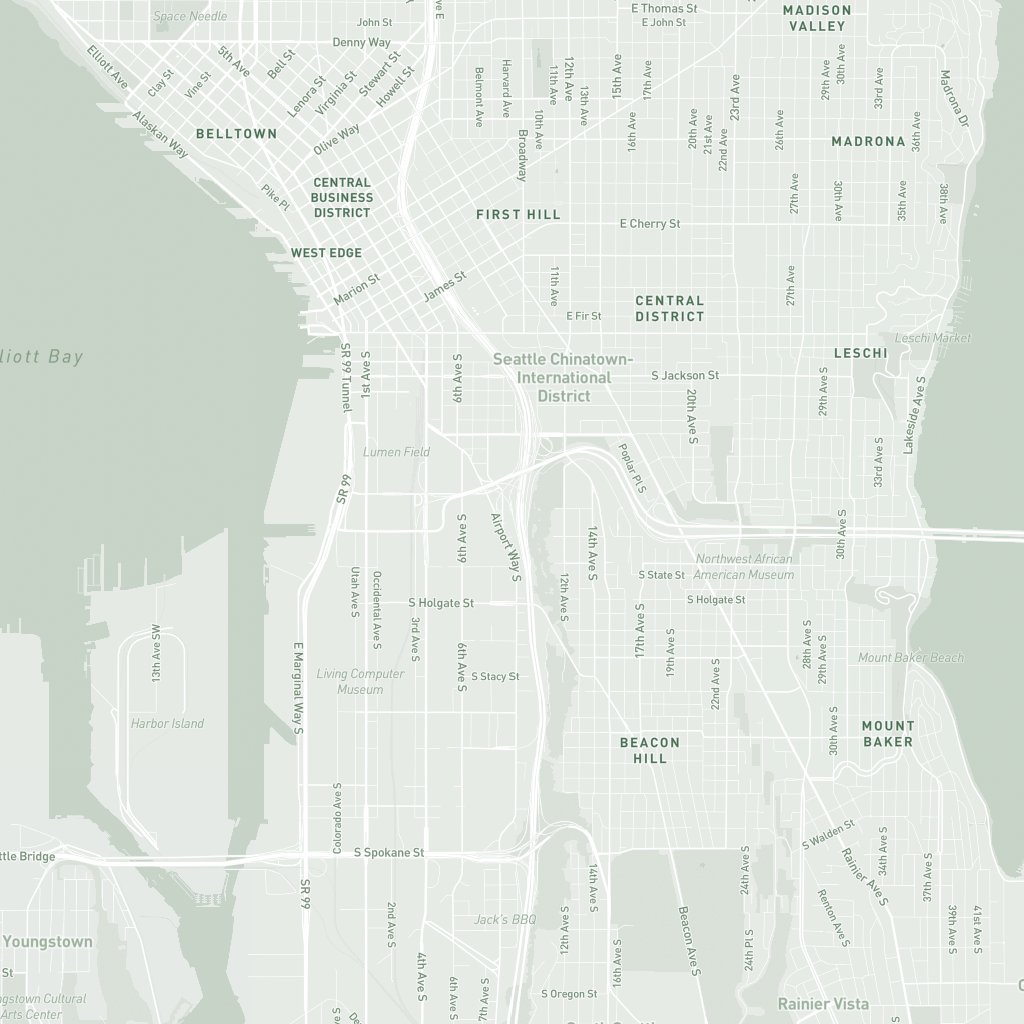 Space Needle
John St
Denny Way
Ave E
E Thomas St
E John St
MADISON
VALLEY
Elliott Ave
Clay St
Vine St
5th Ave
Bell St
Lenora St
Virginia St
Stewart St
Howell St
Olive Way
Alaskan Way
BELLTOWN
Belmont Ave
Harvard Ave
Broadway
10th Ave
11th Ave
12th Ave
13th Ave
15th Ave
16th Ave
17th Ave
20th Ave
21st Ave
22nd Ave
23rd Ave
26th Ave
29th Ave
30th Ave
33rd Ave
36th Ave
Madrona Dr
MADRONA
CENTRAL
BUSINESS
DISTRICT
Pike Pl
FIRST HILL
E Cherry St
27th Ave
30th Ave
35th Ave
38th Ave
WEST EDGE
Marion St
James St
11th Ave
27th Ave
CENTRAL
DISTRICT
E Fir St
Leschi Market
LESCHI
liott Bay
SR 99 Tunnel
1st Ave S
6th Ave S
Seattle Chinatown-
International
District
S Jackson St
20th Ave S
29th Ave S
Lakeside Ave S
33rd Ave S
Lumen Field
Poplar Pl S
SR 99
6th Ave S
Airport Way S
14th Ave S
30th Ave S
Northwest African
American Museum
S State St
S Holgate St
Utah Ave S
Occidental Ave S
S Holgate St
12th Ave S
3rd Ave S
6th Ave S
17th Ave S
19th Ave S
22nd Ave S
28th Ave S
29th Ave S
Mount Baker Beach
13th Ave SW
E Marginal Way S
Living Computer
Museum
S Stacy St
Harbor Island
30th Ave S
MOUNT
BAKER
BEACON
HILL
Colorado Ave S
S Walden St
ttle Bridge
S Spokane St
SR 99
14th Ave S
24th Ave S
Rainier Ave S
34th Ave S
37th Ave S
Renton Ave S
39th Ave S
41st Ave S
2nd Ave S
Jack's BBQ
12th Ave S
16th Ave S
Beacon Ave S
24th Pl S
Youngstown
St
4th Ave S
6th Ave S
7th Ave S
S Oregon St
ngstown Cultural
Arts Center
Rainier Vista